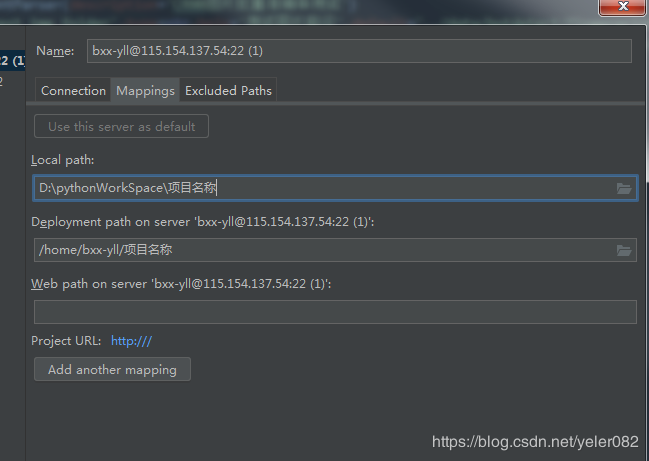 Name: bxx-yll@115.154.137.54:22 (1)
22 (1)
2
Connection Mappings Excluded Paths
Use this server as default
Local path:
D:\pythonWorkSpace\项目名称
Deployment path on server 'bxx-yll@115.154.137.54:22 (1)':
/home/bxx-yll/项目名称
Web path on server 'bxx-yll@115.154.137.54:22 (1)':
Project URL: http:///
Add another mapping
https://blog.csdn.net/yeler082